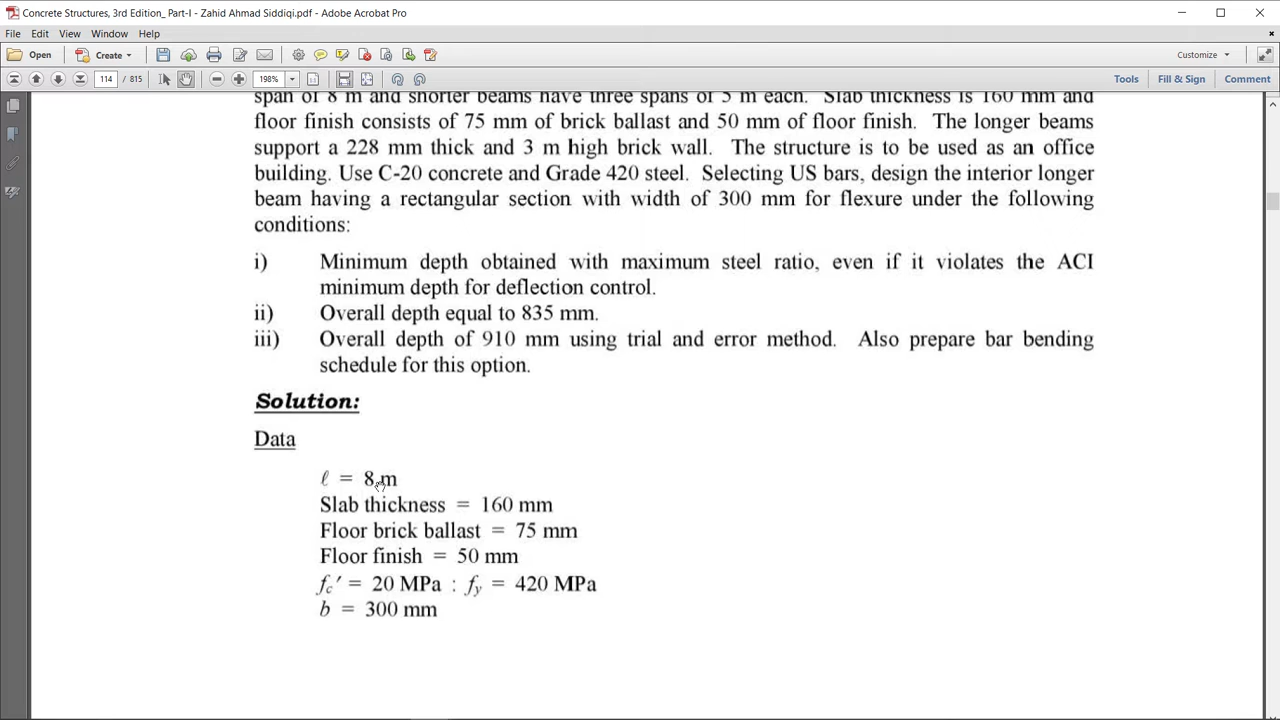 Concrete Structures, 3rd Edition_ Part-I - Zahid Ahmad Siddiqi.pdf - Adobe Acrobat Pro
File Edit View Window Help
Open Create Customize
114 / 815 198% Tools Fill & Sign Comment
span of 8 m and shorter beams have three spans of 5 m each. Slab thickness is 160 mm and
floor finish consists of 75 mm of brick ballast and 50 mm of floor finish. The longer beams
support a 228 mm thick and 3 m high brick wall. The structure is to be used as an office
building. Use C-20 concrete and Grade 420 steel. Selecting US bars, design the interior longer
beam having a rectangular section with width of 300 mm for flexure under the following
conditions:
i) Minimum depth obtained with maximum steel ratio, even if it violates the ACI
minimum depth for deflection control.
ii) Overall depth equal to 835 mm.
iii) Overall depth of 910 mm using trial and error method. Also prepare bar bending
schedule for this option.
Solution:
Data
ℓ = 8 m
Slab thickness = 160 mm
Floor brick ballast = 75 mm
Floor finish = 50 mm
fc′ = 20 MPa : fy = 420 MPa
b = 300 mm